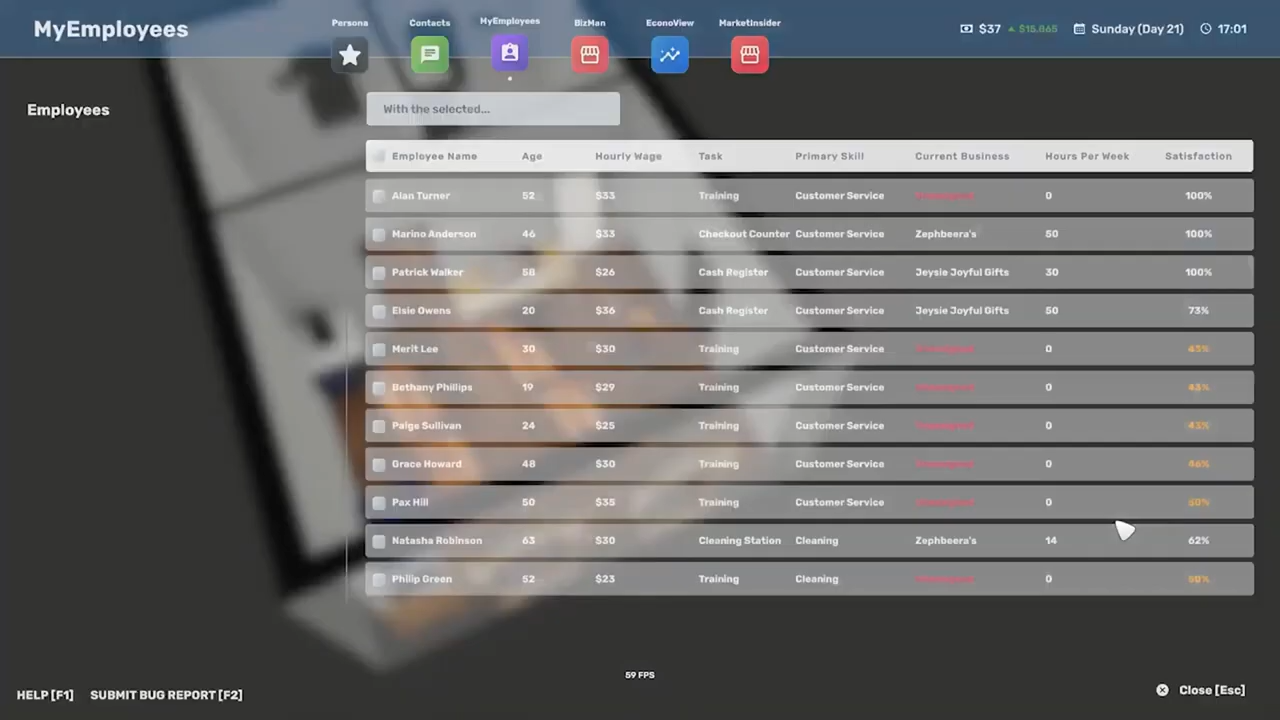 MyEmployees
Persona
Contacts
MyEmployees
BizMan
EconoView
MarketInsider
$37 $15.865 Sunday (Day 21) 17:01
Employees
With the selected...
Employee Name Age Hourly Wage Task Primary Skill Current Business Hours Per Week Satisfaction
Alan Turner 52 $33 Training Customer Service 0 100%
Marino Anderson 46 $33 Checkout Counter Customer Service Zephbeera's 50 100%
Patrick Walker 58 $26 Cash Register Customer Service Jeysie Joyful Gifts 30 100%
Elsie Owens 20 $36 Cash Register Customer Service Jeysie Joyful Gifts 50 73%
Merit Lee 30 $30 Training Customer Service 0
Bethany Phillips 19 $29 Training Customer Service 0
Paige Sullivan 24 $25 Training Customer Service 0
Grace Howard 48 $30 Training Customer Service 0
Pax Hill 50 $35 Training Customer Service 0
Natasha Robinson 63 $30 Cleaning Station Cleaning Zephbeera's 14 62%
Philip Green 52 $23 Training Cleaning 0
59 FPS
HELP [F1] SUBMIT BUG REPORT [F2]
Close [Esc]